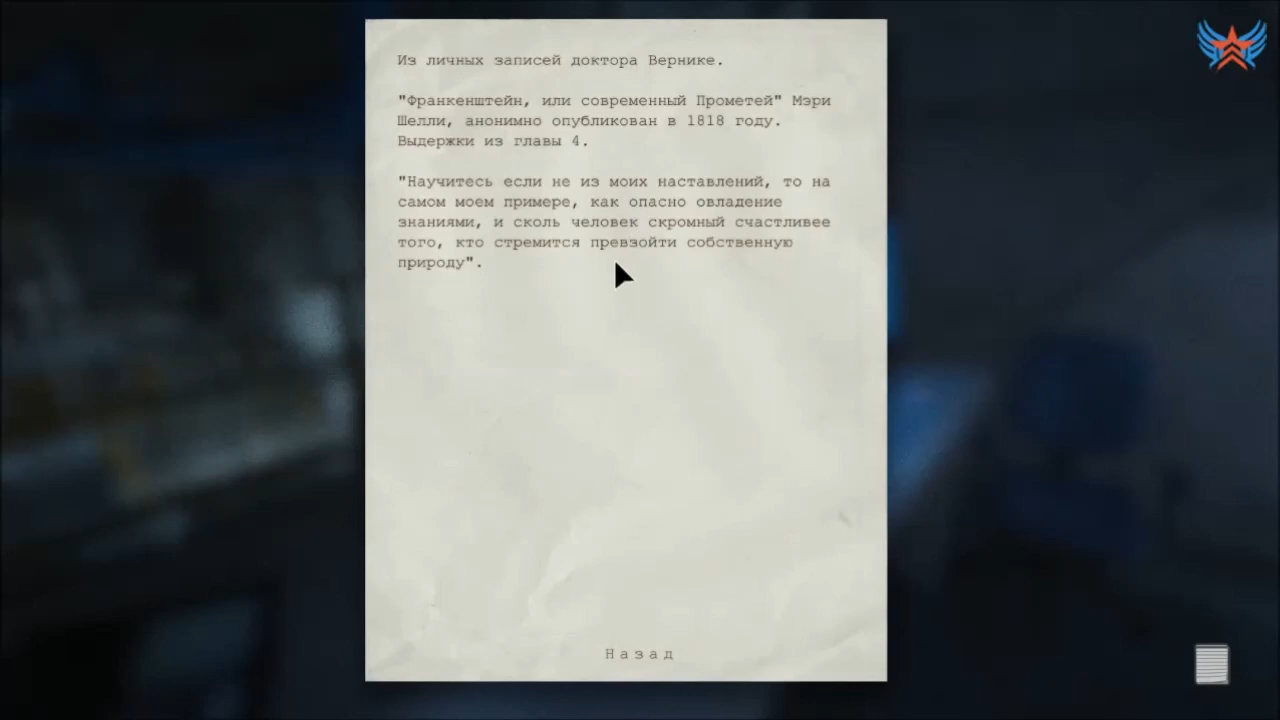 Из личных записей доктора Вернике.
"Франкенштейн, или современный Прометей" Мэри
Шелли, анонимно опубликован в 1818 году.
Выдержки из главы 4.
"Научитесь если не из моих наставлений, то на
самом моем примере, как опасно овладение
знаниями, и сколь человек скромный счастливее
того, кто стремится превзойти собственную
природу".
Назад